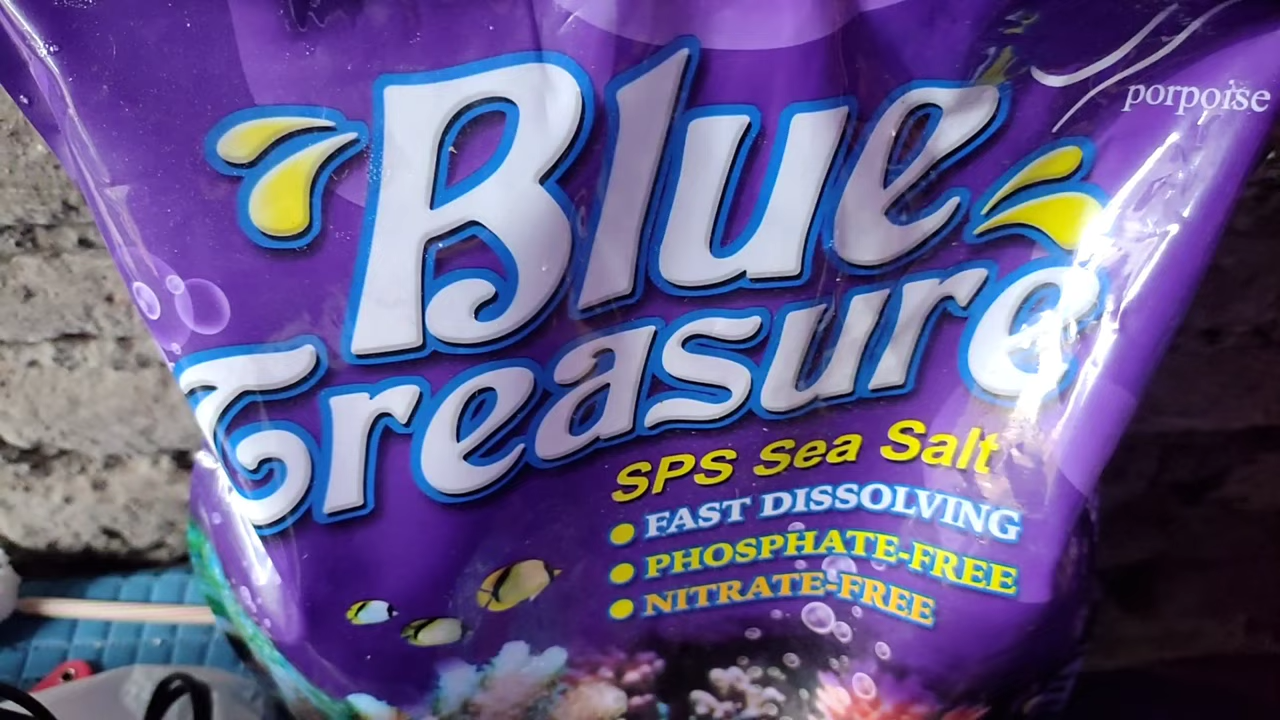 porpoise
Blue
Treasure
SPS Sea Salt
FAST DISSOLVING
PHOSPHATE-FREE
NITRATE-FREE